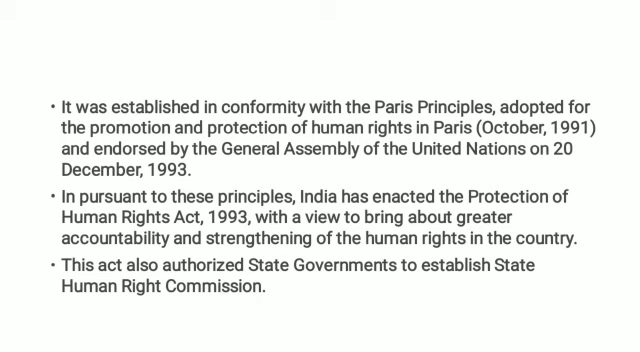 • It was established in conformity with the Paris Principles, adopted for
the promotion and protection of human rights in Paris (October, 1991)
and endorsed by the General Assembly of the United Nations on 20
December, 1993.
• In pursuant to these principles, India has enacted the Protection of
Human Rights Act, 1993, with a view to bring about greater
accountability and strengthening of the human rights in the country.
• This act also authorized State Governments to establish State
Human Right Commission.